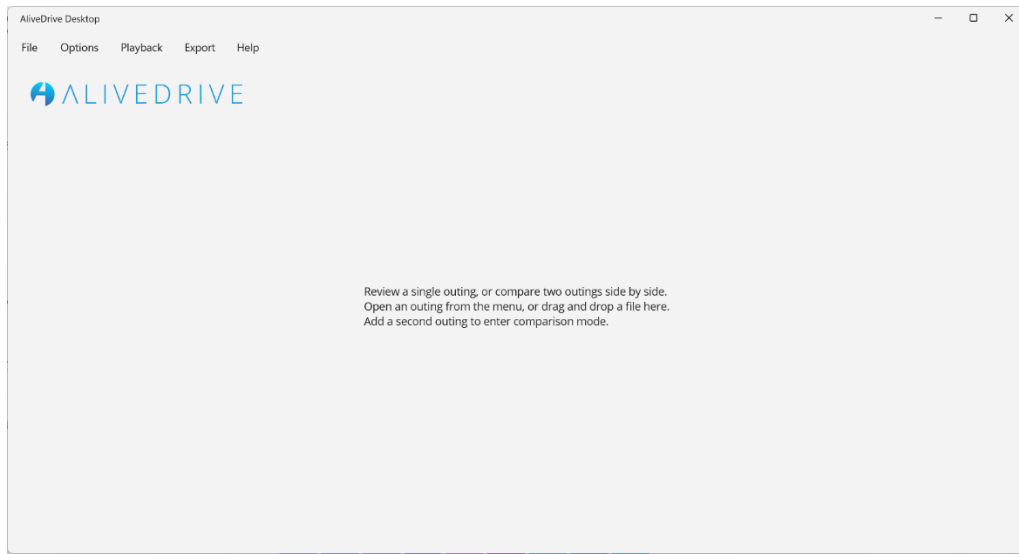 AliveDrive Desktop
File Options Playback Export Help
ALIVEDRIVE
Review a single outing, or compare two outings side by side.
Open an outing from the menu, or drag and drop a file here.
Add a second outing to enter comparison mode.